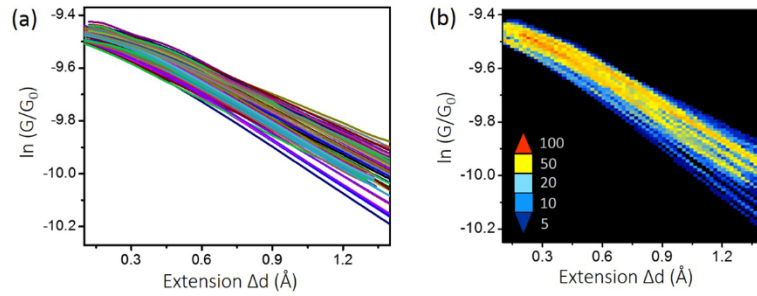 (a)
-9.4
-9.6
-9.8
-10.0
-10.2
ln (G/G₀)
0.3 0.6 0.9 1.2
Extension Δd (Å)
(b)
-9.4
-9.6
-9.8
-10.0
-10.2
ln (G/G₀)
100
50
20
10
5
0.3 0.6 0.9 1.2
Extension Δd (Å)